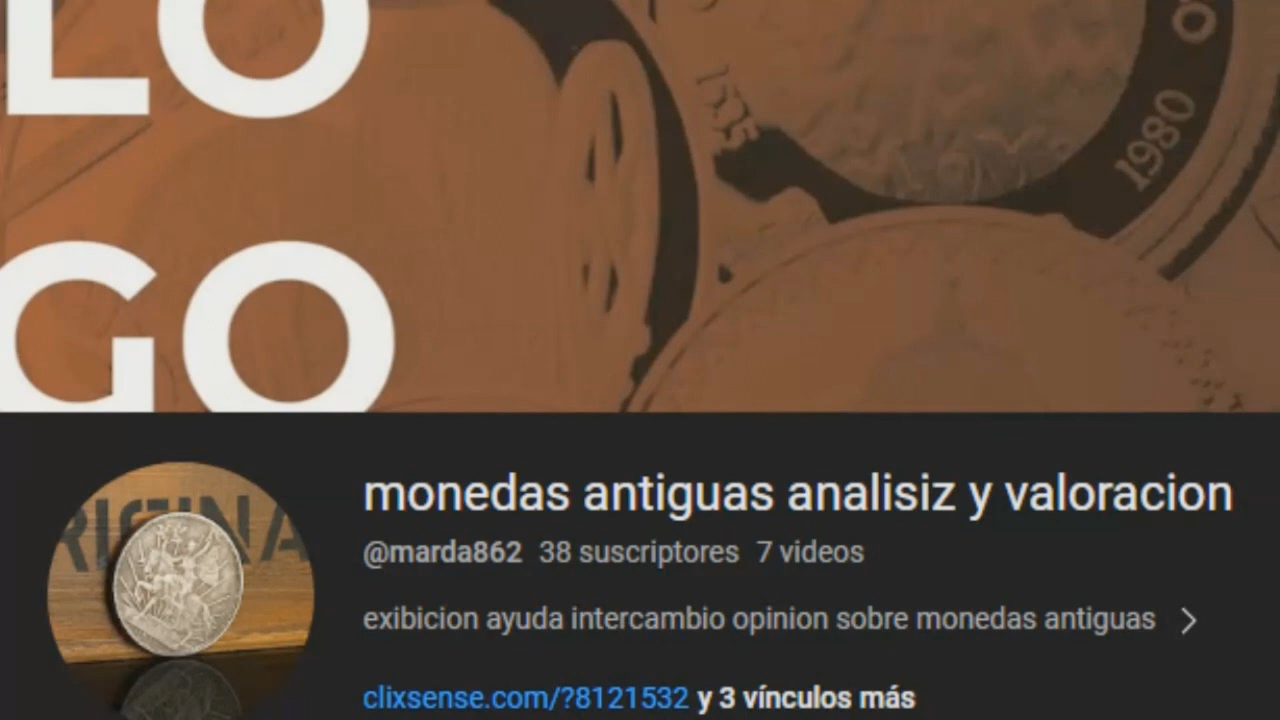 LO
GO
1535
1980
monedas antiguas analisiz y valoracion
@marda862 38 suscriptores 7 videos
exibicion ayuda intercambio opinion sobre monedas antiguas
clixsense.com/?8121532 y 3 vínculos más